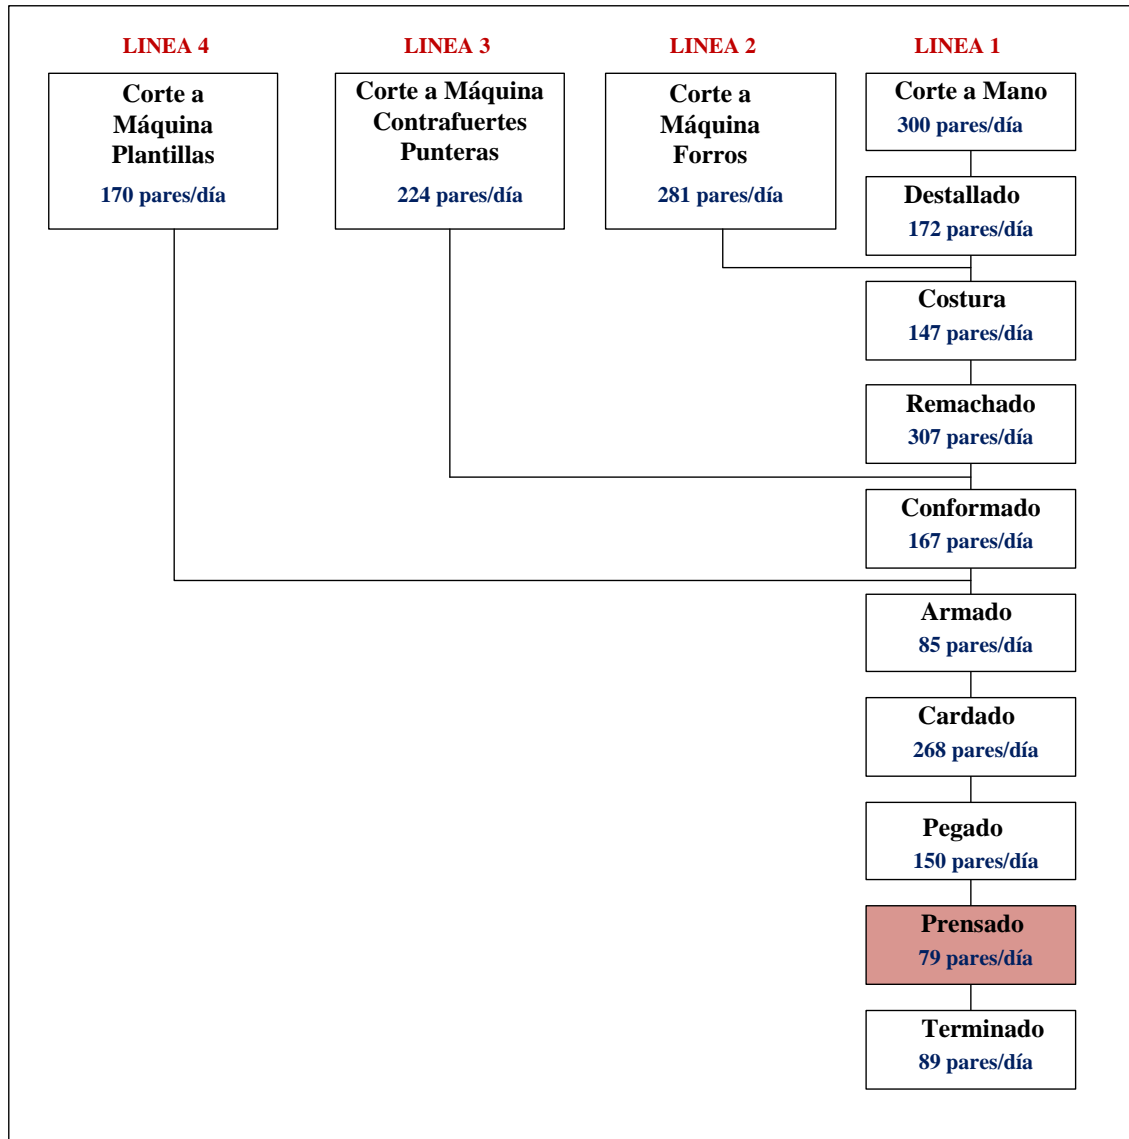 LINEA 4
Corte a
Máquina
Plantillas
170 pares/día
LINEA 3
Corte a Máquina
Contrafuertes
Punteras
224 pares/día
LINEA 2
Corte a
Máquina
Forros
281 pares/día
LINEA 1
Corte a Mano
300 pares/día
Destallado
172 pares/día
Costura
147 pares/día
Remachado
307 pares/día
Conformado
167 pares/día
Armado
85 pares/día
Cardado
268 pares/día
Pegado
150 pares/día
Prensado
79 pares/día
Terminado
89 pares/día